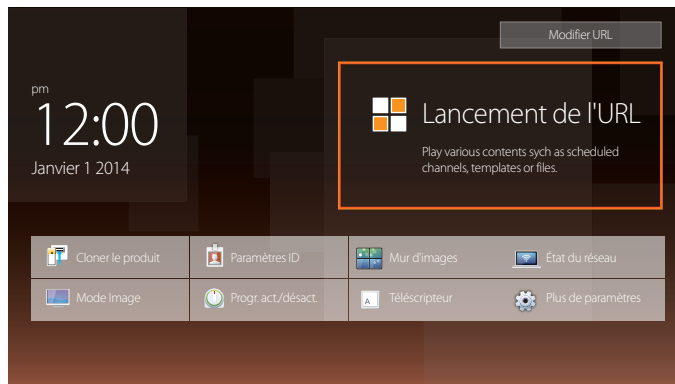 Modifier URL
pm
12:00
Janvier 1 2014
Lancement de l'URL
Play various contents sych as scheduled
channels, templates or files.
Cloner le produit
Paramètres ID
Mur d'images
État du réseau
Mode Image
Progr. act./désact.
A
Téléscripteur
Plus de paramètres